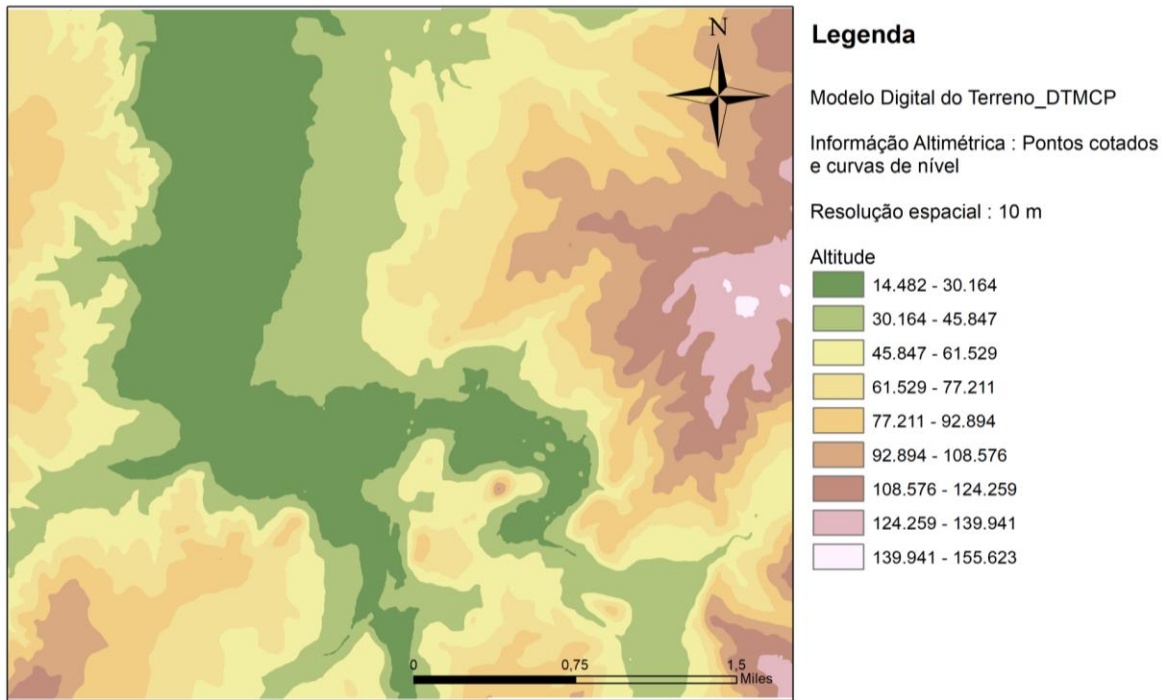 N
0
0,75
1,5
Miles
Legenda
Modelo Digital do Terreno_DTMCP
Informáção Altimétrica : Pontos cotados
e curvas de nível
Resolução espacial : 10 m
Altitude
14.482 - 30.164
30.164 - 45.847
45.847 - 61.529
61.529 - 77.211
77.211 - 92.894
92.894 - 108.576
108.576 - 124.259
124.259 - 139.941
139.941 - 155.623